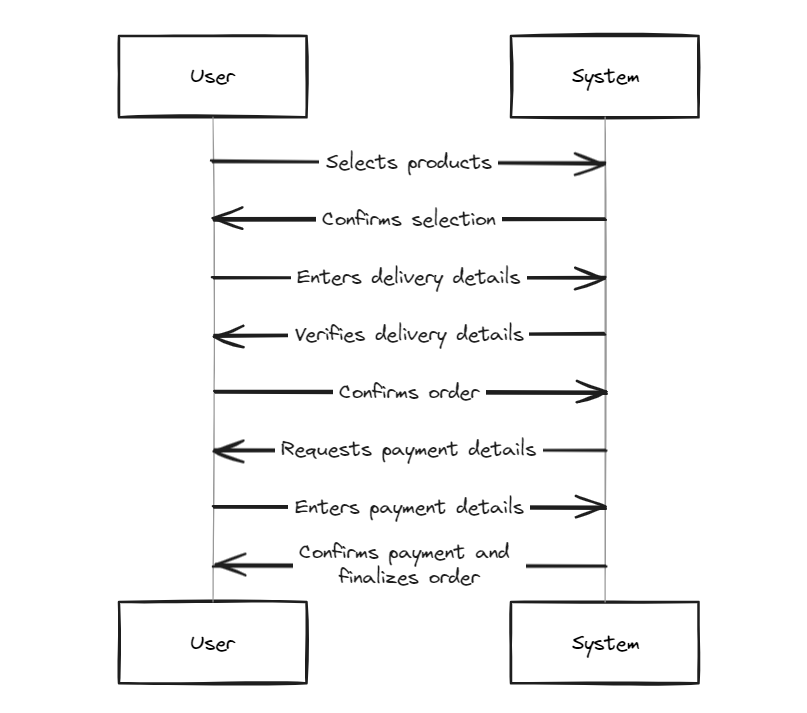 User
System
Selects products
Confirms selection
Enters delivery details
Verifies delivery details
Confirms order
Requests payment details
Enters payment details
Confirms payment and
finalizes order
User
System